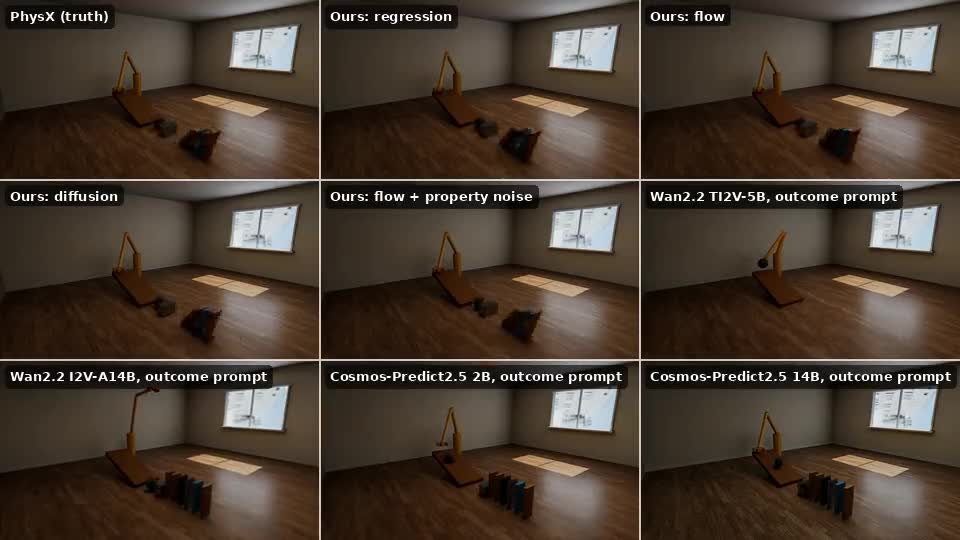 PhysX (truth)
Ours: regression
Ours: flow
Ours: diffusion
Ours: flow + property noise
Wan2.2 TI2V-5B, outcome prompt
Wan2.2 I2V-A14B, outcome prompt
Cosmos-Predict2.5 2B, outcome prompt
Cosmos-Predict2.5 14B, outcome prompt